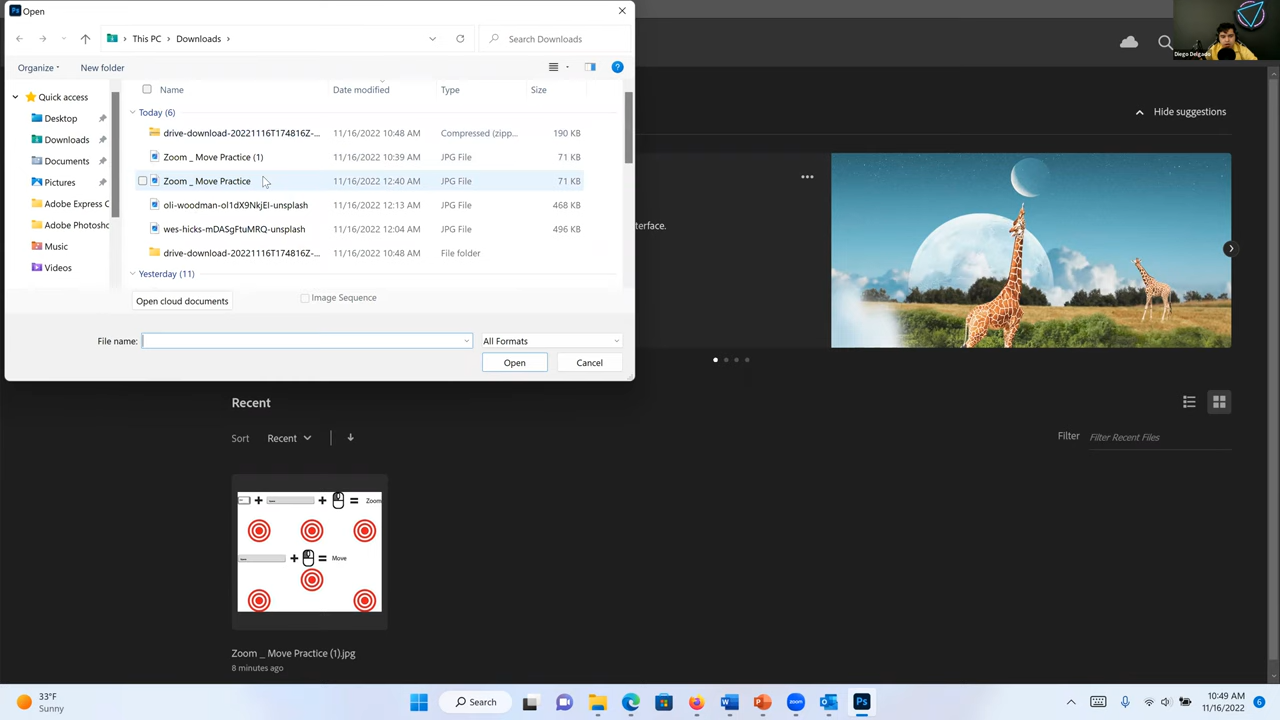 Ps Open
This PC > Downloads >
Search Downloads
Diego Delgado
Organize
New folder
?
Hide suggestions
Name Date modified Type Size
Quick access
Desktop
Downloads
Documents
Pictures
Adobe Express C
Adobe Photosho
Music
Videos
Today (6)
drive-download-20221116T174816Z-... 11/16/2022 10:48 AM Compressed (zipp... 190 KB
Zoom _ Move Practice (1) 11/16/2022 10:39 AM JPG File 71 KB
Zoom _ Move Practice 11/16/2022 12:40 AM JPG File 71 KB
oli-woodman-ol1dX9NkjEI-unsplash 11/16/2022 12:13 AM JPG File 468 KB
wes-hicks-mDASgFtuMRQ-unsplash 11/16/2022 12:04 AM JPG File 496 KB
drive-download-20221116T174816Z-... 11/16/2022 10:48 AM File folder
Yesterday (11)
terface.
Open cloud documents
Image Sequence
File name:
All Formats
Open
Cancel
Recent
Sort Recent
Filter Filter Recent Files
+ + = Zoom
+ = Move
Zoom _ Move Practice (1).jpg
8 minutes ago
33°F
Sunny
Search
zoom
Ps
10:49 AM
11/16/2022
6